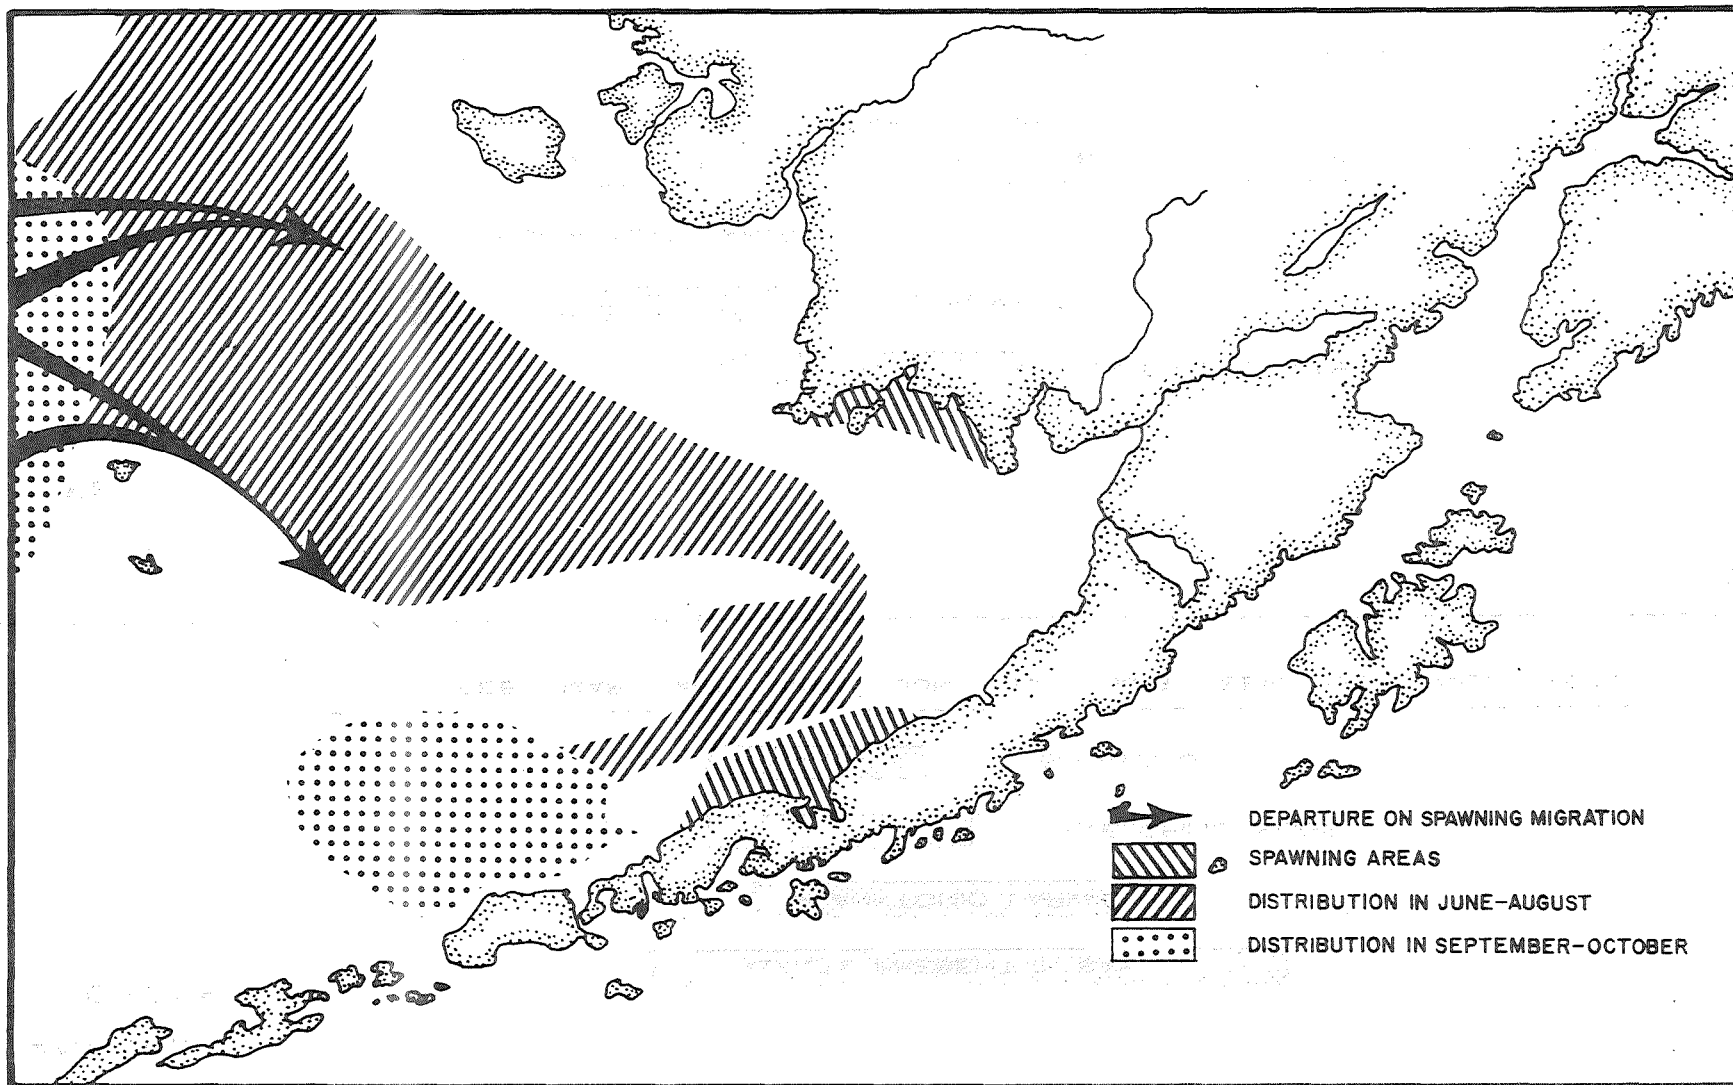 DEPARTURE ON SPAWNING MIGRATION
SPAWNING AREAS
DISTRIBUTION IN JUNE–AUGUST
DISTRIBUTION IN SEPTEMBER–OCTOBER